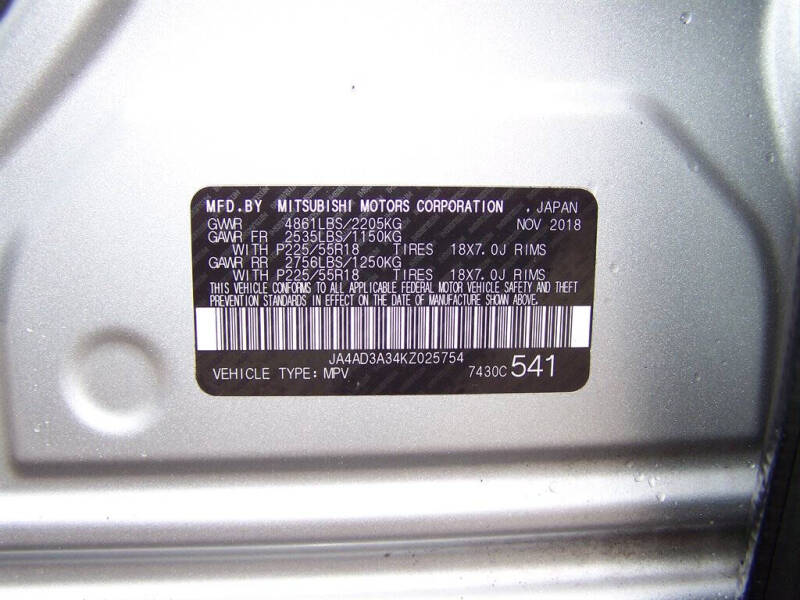 MFD.BY MITSUBISHI MOTORS CORPORATION , JAPAN
GVWR 4861LBS/2205KG NOV 2018
GAWR FR 2535LBS/1150KG
WITH P225/55R18 TIRES 18X7.0J RIMS
GAWR RR 2756LBS/1250KG
WITH P225/55R18 TIRES 18X7.0J RIMS
THIS VEHICLE CONFORMS TO ALL APPLICABLE FEDERAL MOTOR VEHICLE SAFETY AND THEFT
PREVENTION STANDARDS IN EFFECT ON THE DATE OF MANUFACTURE SHOWN ABOVE.
JA4AD3A34KZ025754
VEHICLE TYPE: MPV 7430C 541